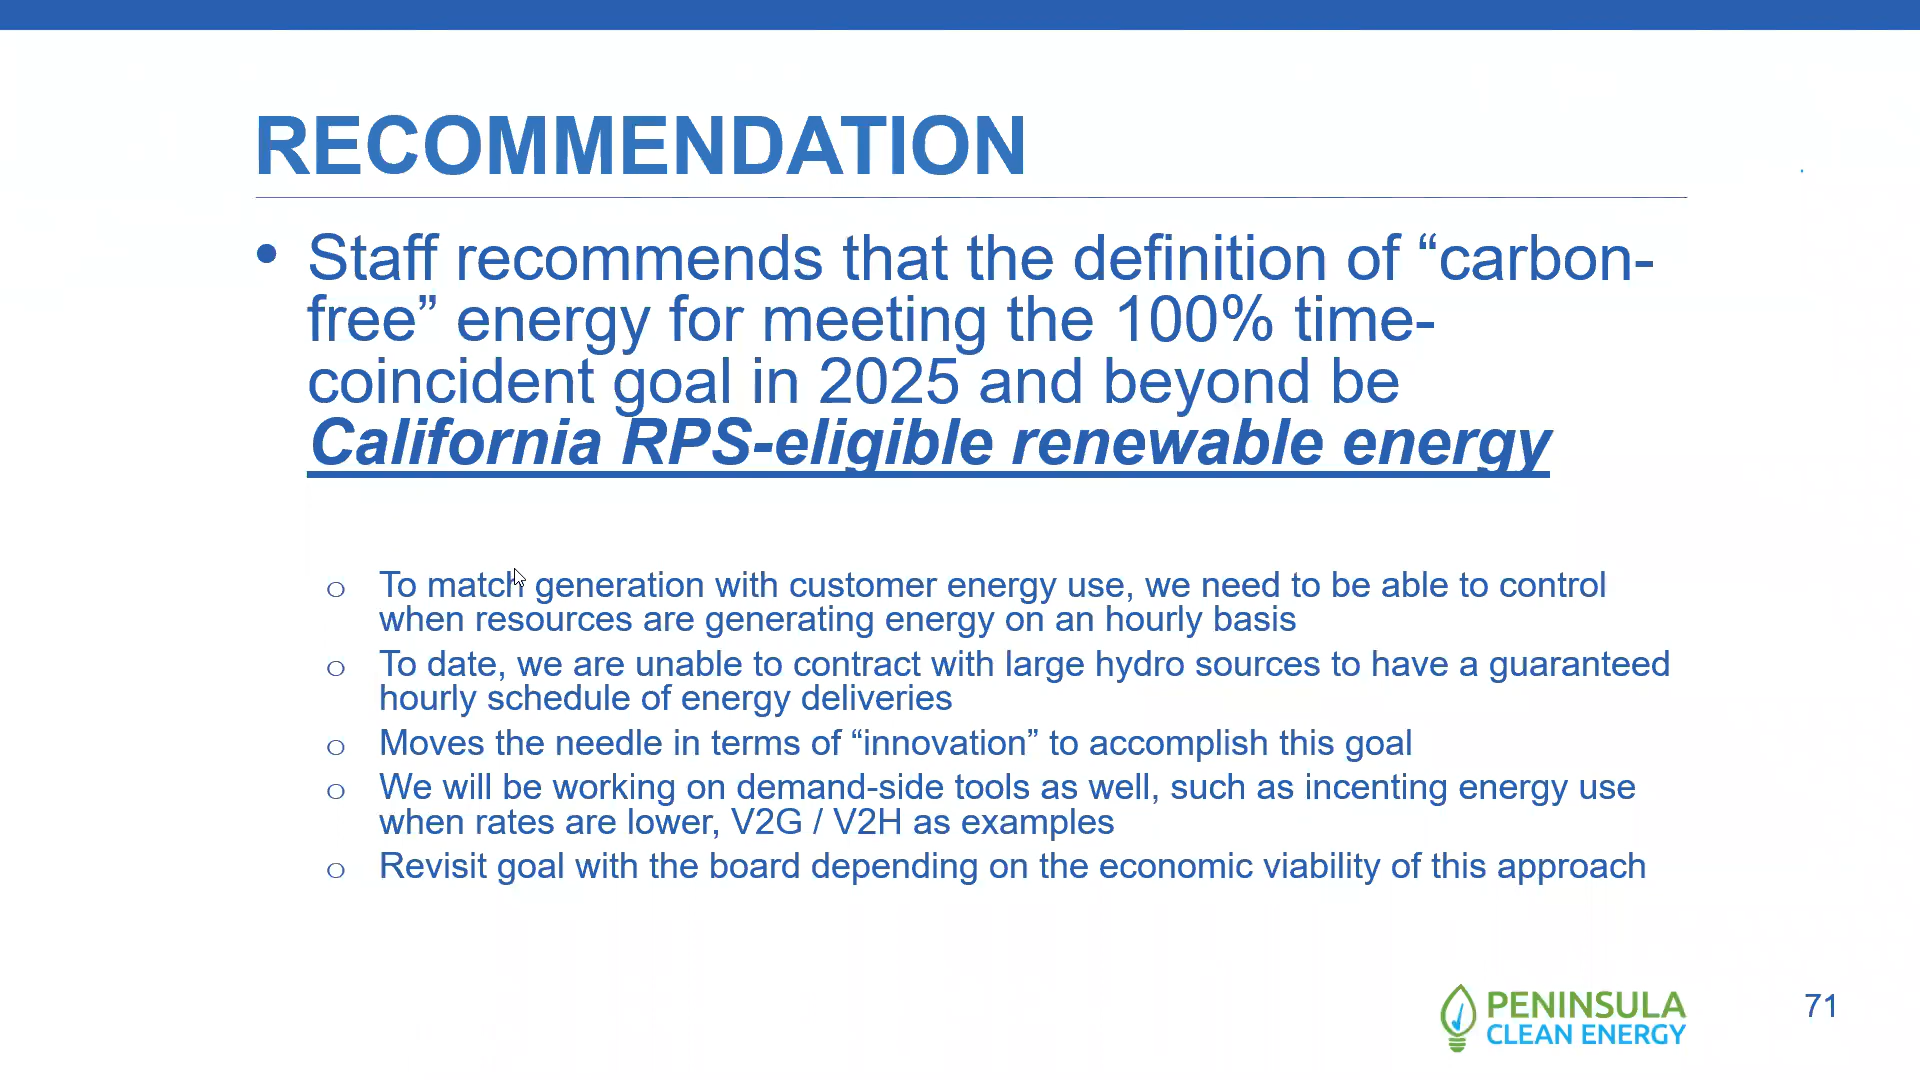 RECOMMENDATION
• Staff recommends that the definition of “carbon-
free” energy for meeting the 100% time-
coincident goal in 2025 and beyond be
California RPS-eligible renewable energy
o To match generation with customer energy use, we need to be able to control
when resources are generating energy on an hourly basis
o To date, we are unable to contract with large hydro sources to have a guaranteed
hourly schedule of energy deliveries
o Moves the needle in terms of “innovation” to accomplish this goal
o We will be working on demand-side tools as well, such as incenting energy use
when rates are lower, V2G / V2H as examples
o Revisit goal with the board depending on the economic viability of this approach
PENINSULA
CLEAN ENERGY
71